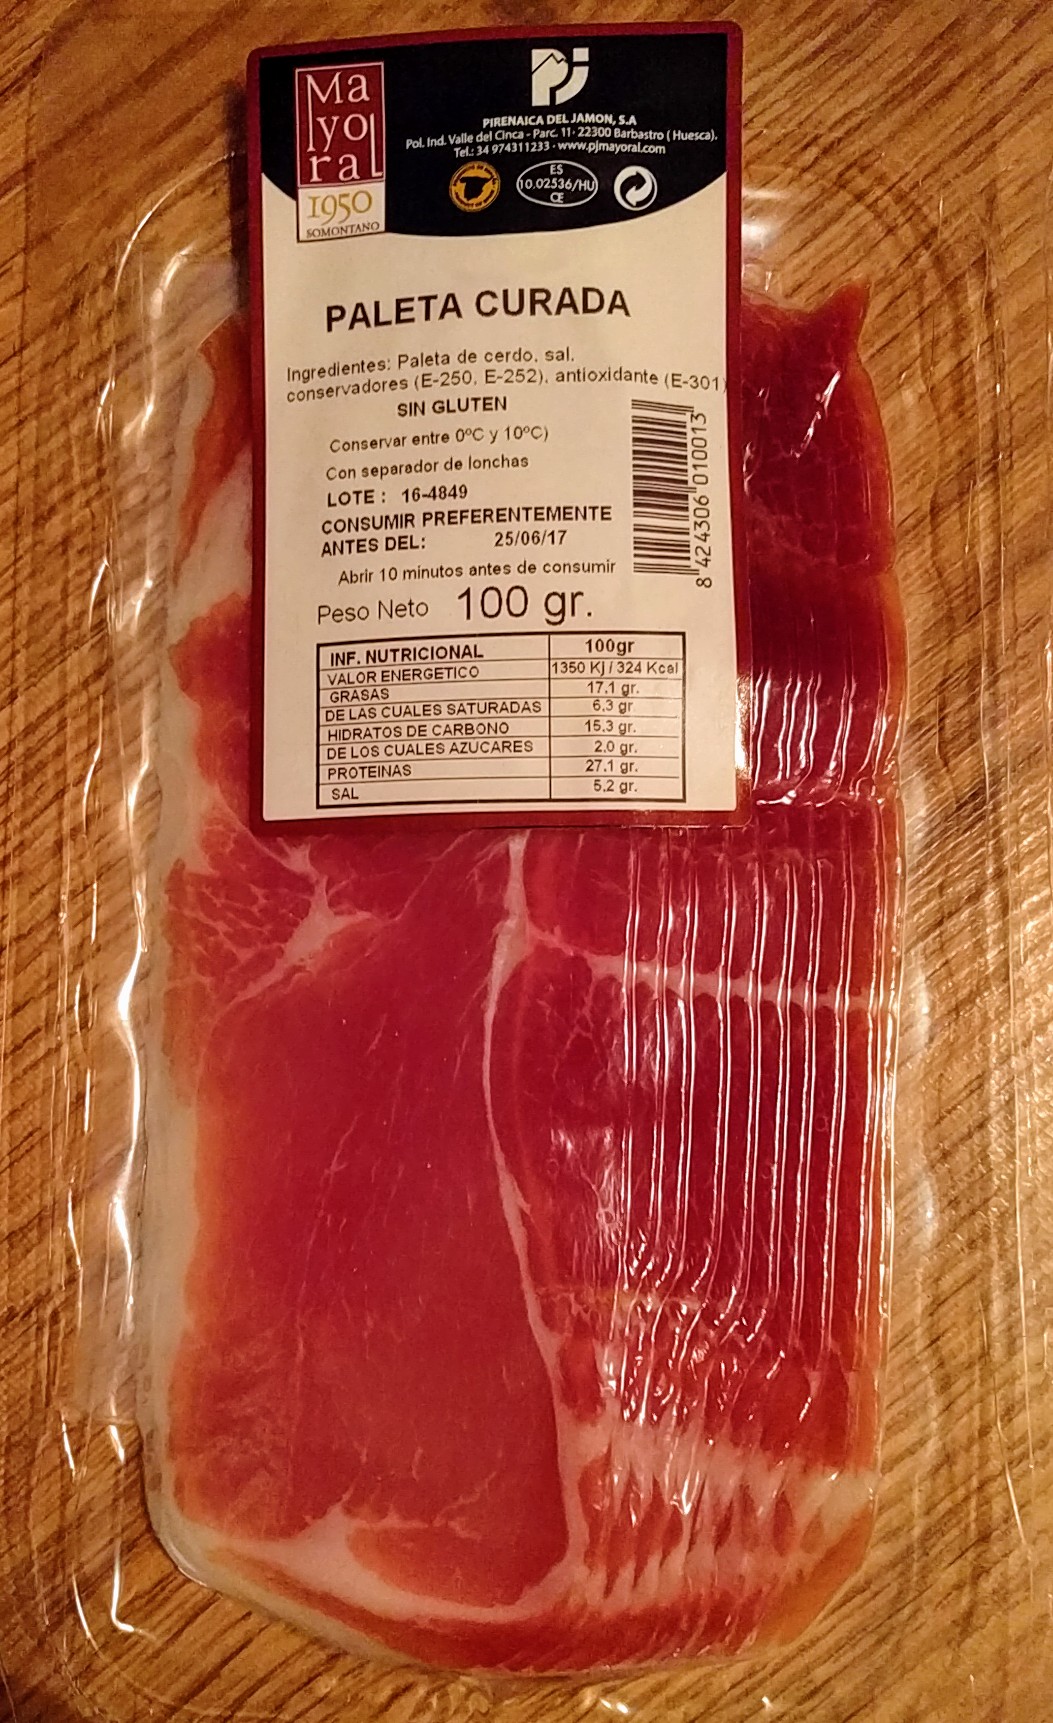 Ma
yo
ral
1950
SOMONTANO
PJ
PIRENAICA DEL JAMON, S.A
Pol. Ind. Valle del Cinca - Parc. 11- 22300 Barbastro ( Huesca).
Tel.: 34 974311233 - www.pjmayoral.com
ES
10.02536/HU
CE
PALETA CURADA
Ingredientes: Paleta de cerdo, sal.
conservadores (E-250, E-252), antioxidante (E-301)
SIN GLUTEN
Conservar entre 0ºC y 10ºC)
Con separador de lonchas
LOTE : 16-4849
CONSUMIR PREFERENTEMENTE
ANTES DEL: 25/06/17
Abrir 10 minutos antes de consumir
Peso Neto 100 gr.
8 424306 010013
INF. NUTRICIONAL 100gr
VALOR ENERGETICO 1350 Kj / 324 Kcal
GRASAS 17.1 gr.
DE LAS CUALES SATURADAS 6,3 gr
HIDRATOS DE CARBONO 15.3 gr.
DE LOS CUALES AZUCARES 2,0 gr.
PROTEINAS 27.1 gr.
SAL 5,2 gr.